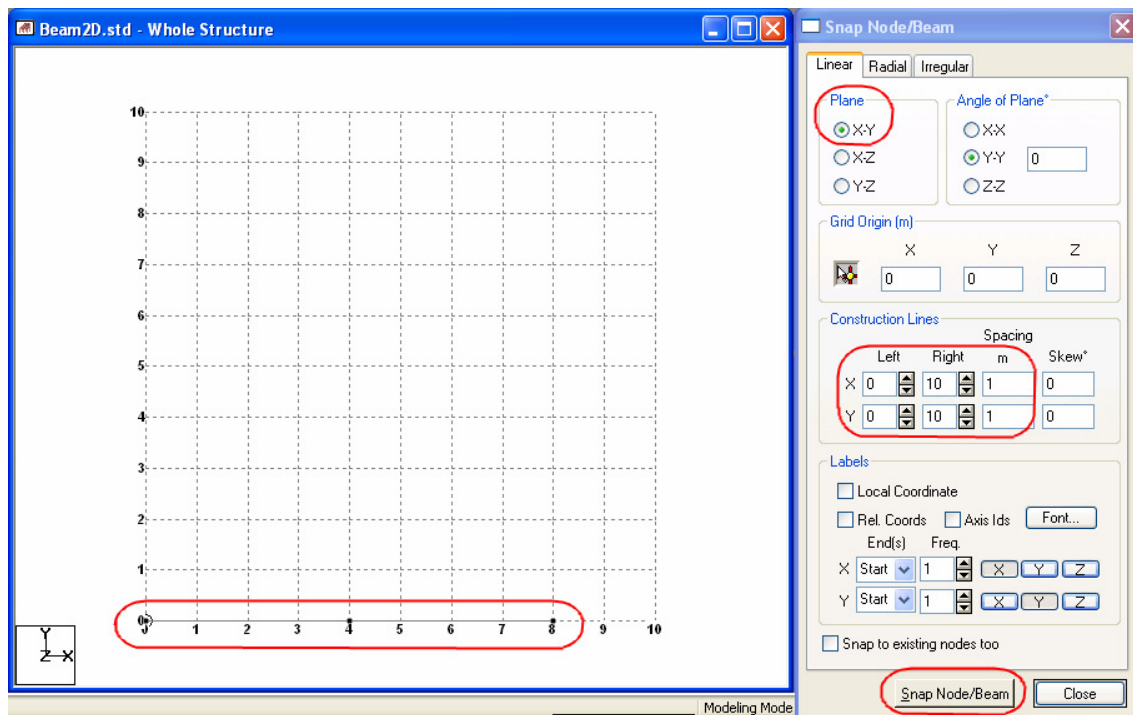 Beam2D.std - Whole Structure
10
9
8
7
6
5
4
3
2
1
0
0 1 2 3 4 5 6 7 8 9 10
Y
Z X
Modeling Mode
Snap Node/Beam
Linear Radial Irregular
Plane Angle of Plane°
X-Y X-X
X-Z Y-Y 0
Y-Z Z-Z
Grid Origin (m)
X Y Z
0 0 0
Construction Lines
Spacing
Left Right m Skew°
X 0 10 1 0
Y 0 10 1 0
Labels
Local Coordinate
Rel. Coords Axis Ids Font...
End(s) Freq.
X Start 1 X Y Z
Y Start 1 X Y Z
Snap to existing nodes too
Snap Node/Beam Close